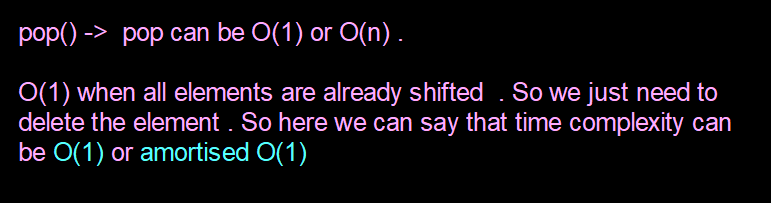 pop() -> pop can be O(1) or O(n) .
O(1) when all elements are already shifted . So we just need to
delete the element . So here we can say that time complexity can
be O(1) or amortised O(1)